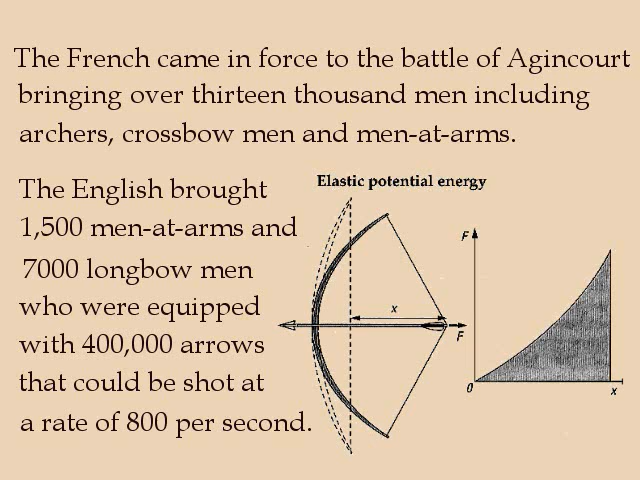 The French came in force to the battle of Agincourt
bringing over thirteen thousand men including
archers, crossbow men and men-at-arms.
The English brought
1,500 men-at-arms and
7000 longbow men
who were equipped
with 400,000 arrows
that could be shot at
a rate of 800 per second.
Elastic potential energy
x
F
F
0
x